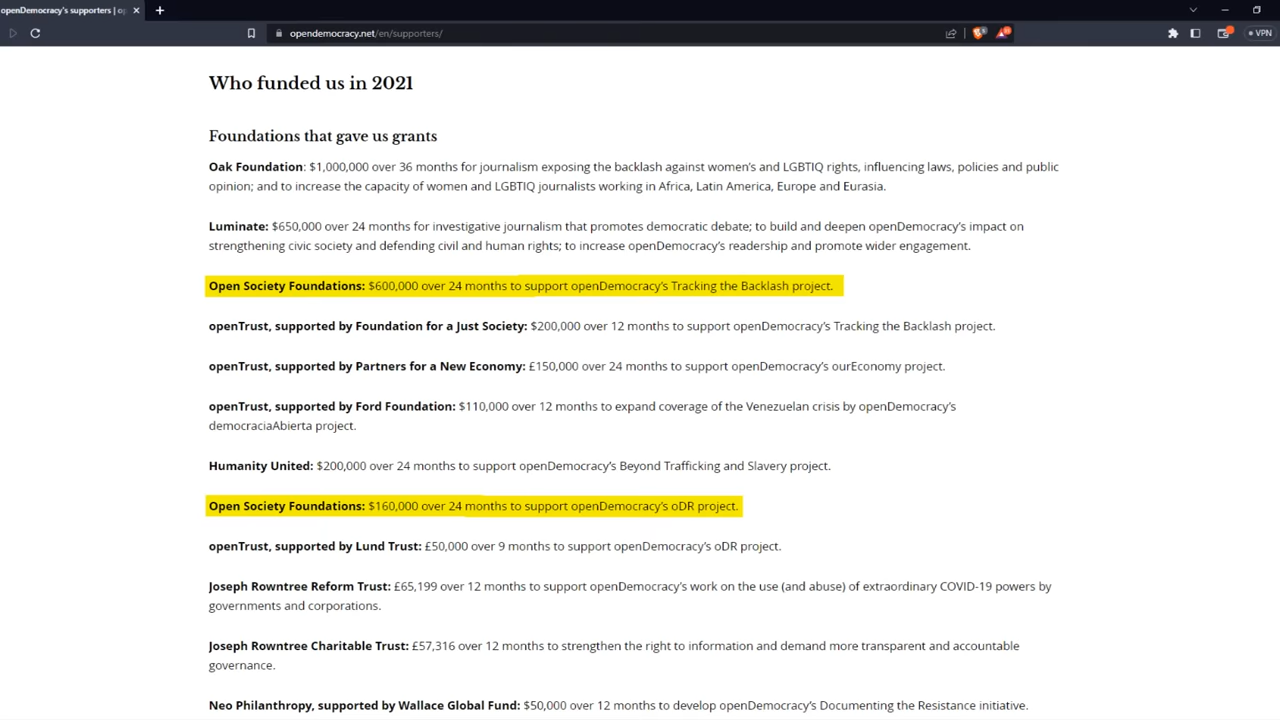 openDemocracy's supporters | op
opendemocracy.net/en/supporters/
VPN
Who funded us in 2021
Foundations that gave us grants
Oak Foundation: $1,000,000 over 36 months for journalism exposing the backlash against women’s and LGBTIQ rights, influencing laws, policies and public
opinion; and to increase the capacity of women and LGBTIQ journalists working in Africa, Latin America, Europe and Eurasia.
Luminate: $650,000 over 24 months for investigative journalism that promotes democratic debate; to build and deepen openDemocracy’s impact on
strengthening civic society and defending civil and human rights; to increase openDemocracy’s readership and promote wider engagement.
Open Society Foundations: $600,000 over 24 months to support openDemocracy’s Tracking the Backlash project.
openTrust, supported by Foundation for a Just Society: $200,000 over 12 months to support openDemocracy’s Tracking the Backlash project.
openTrust, supported by Partners for a New Economy: £150,000 over 24 months to support openDemocracy’s ourEconomy project.
openTrust, supported by Ford Foundation: $110,000 over 12 months to expand coverage of the Venezuelan crisis by openDemocracy’s
democraciaAbierta project.
Humanity United: $200,000 over 24 months to support openDemocracy’s Beyond Trafficking and Slavery project.
Open Society Foundations: $160,000 over 24 months to support openDemocracy’s oDR project.
openTrust, supported by Lund Trust: £50,000 over 9 months to support openDemocracy’s oDR project.
Joseph Rowntree Reform Trust: £65,199 over 12 months to support openDemocracy’s work on the use (and abuse) of extraordinary COVID-19 powers by
governments and corporations.
Joseph Rowntree Charitable Trust: £57,316 over 12 months to strengthen the right to information and demand more transparent and accountable
governance.
Neo Philanthropy, supported by Wallace Global Fund: $50,000 over 12 months to develop openDemocracy’s Documenting the Resistance initiative.